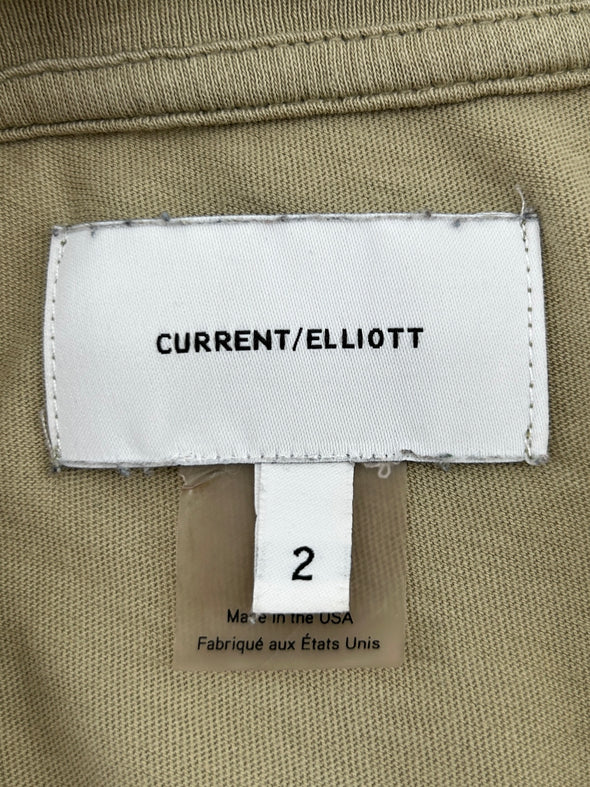 CURRENT/ELLIOTT
2
Made in the USA
Fabriqué aux États Unis